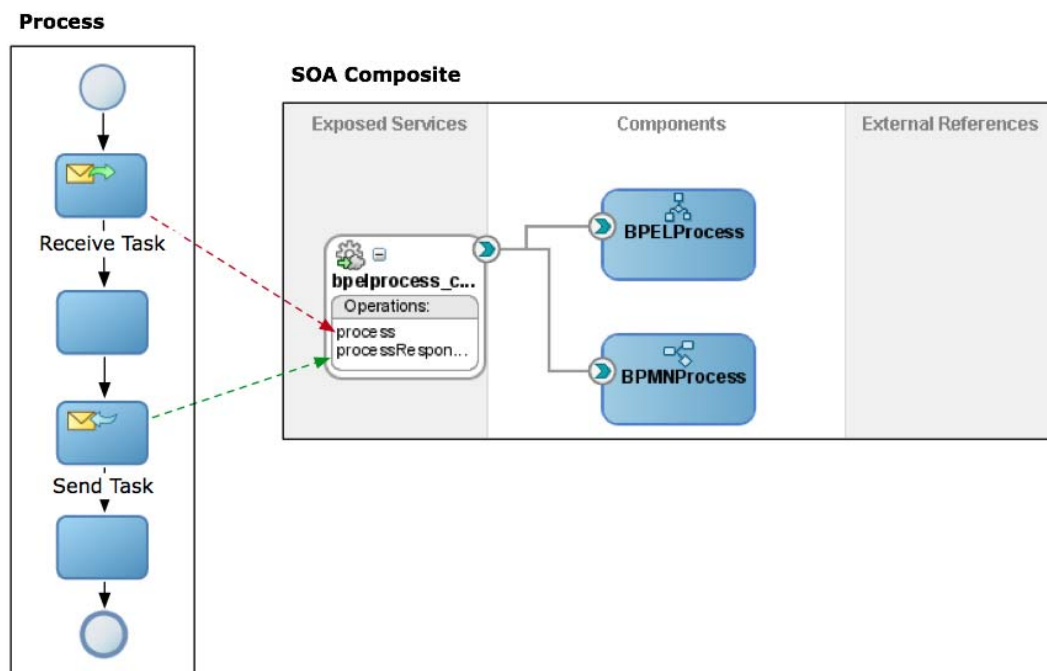 Process
Receive Task
Send Task
SOA Composite
Exposed Services
Components
External References
bpelprocess_c...
Operations:
process
processRespon...
BPELProcess
BPMNProcess